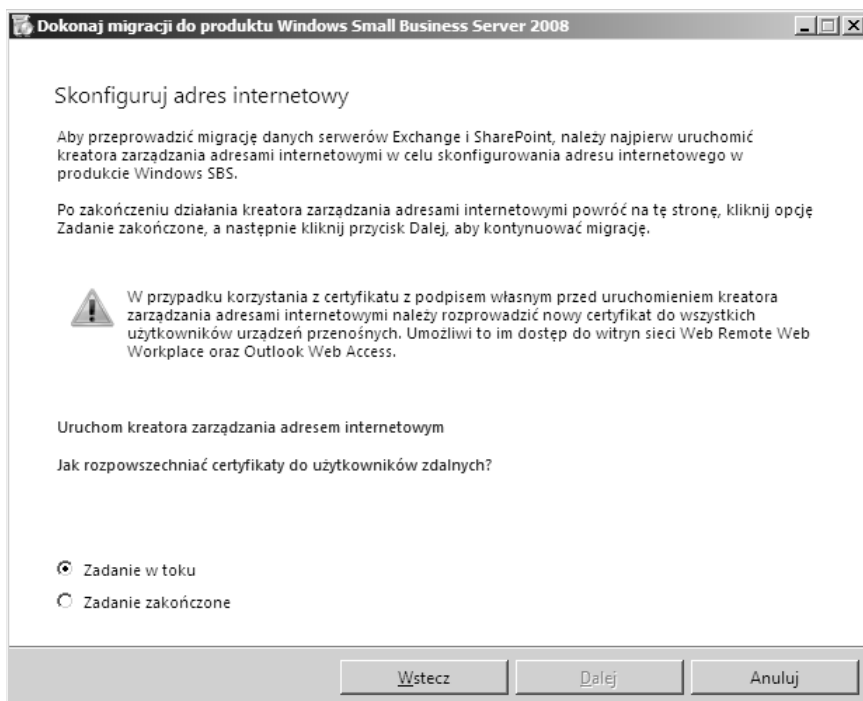 Dokonaj migracji do produktu Windows Small Business Server 2008
Skonfiguruj adres internetowy
Aby przeprowadzić migrację danych serwerów Exchange i SharePoint, należy najpierw uruchomić
kreatora zarządzania adresami internetowymi w celu skonfigurowania adresu internetowego w
produkcie Windows SBS.
Po zakończeniu działania kreatora zarządzania adresami internetowymi powróć na tę stronę, kliknij opcję
Zadanie zakończone, a następnie kliknij przycisk Dalej, aby kontynuować migrację.
W przypadku korzystania z certyfikatu z podpisem własnym przed uruchomieniem kreatora
zarządzania adresami internetowymi należy rozprowadzić nowy certyfikat do wszystkich
użytkowników urządzeń przenośnych. Umożliwi to im dostęp do witryn sieci Web Remote Web
Workplace oraz Outlook Web Access.
Uruchom kreatora zarządzania adresem internetowym
Jak rozpowszechniać certyfikaty do użytkowników zdalnych?
Zadanie w toku
Zadanie zakończone
Wstecz
Dalej
Anuluj